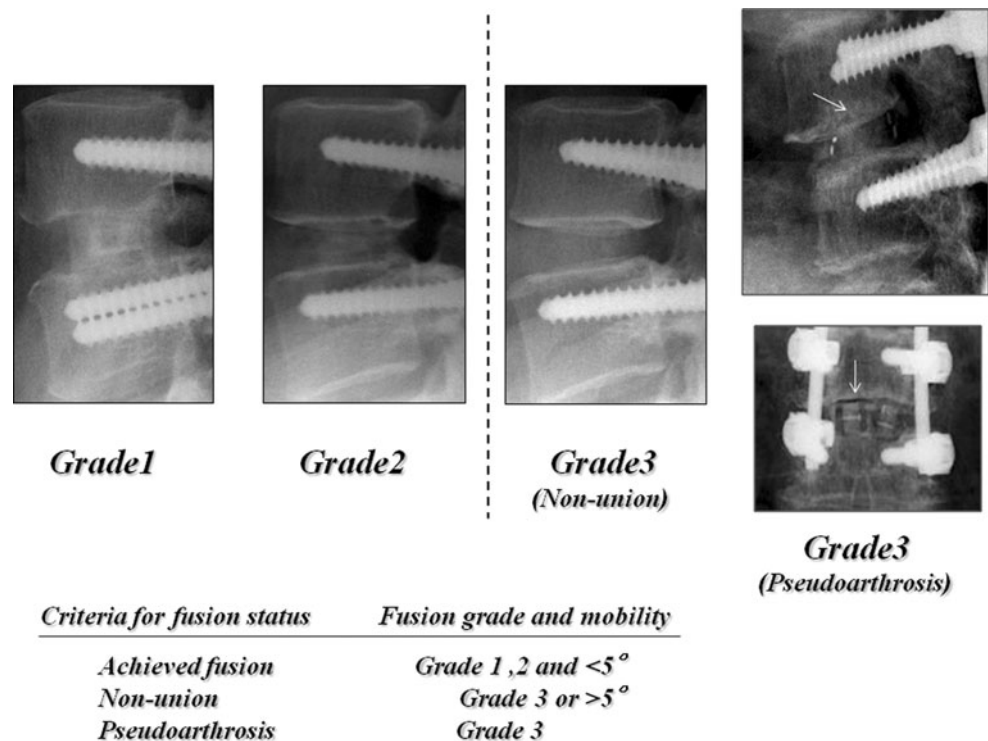 Grade1
Grade2
Grade3
(Non-union)
Grade3
(Pseudoarthrosis)
Criteria for fusion status Fusion grade and mobility
Achieved fusion Grade 1 ,2 and <5°
Non-union Grade 3 or >5°
Pseudoarthrosis Grade 3